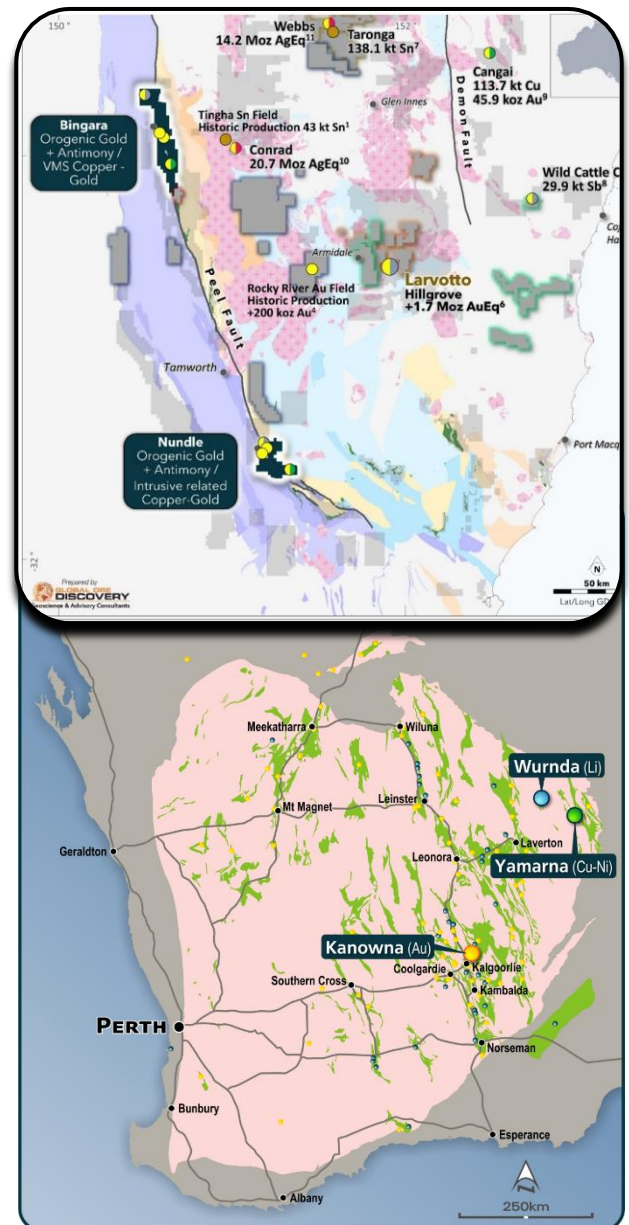 150°
152
Webbs
14.2 Moz AgEq¹¹
Taronga
138.1 kt Sn⁷
Cangai
113.7 kt Cu
45.9 koz Au⁹
Glen Innes
Demon Fault
Tingha Sn Field
Historic Production 43 kt Sn¹
Bingara
Orogenic Gold
+ Antimony /
VMS Copper -
Gold
Conrad
20.7 Moz AgEq¹⁰
Wild Cattle C
29.9 kt Sb⁸
Armidale
Larvotto
Hillgrove
+1.7 Moz AuEq⁶
Rocky River Au Field
Historic Production
+200 koz Au⁴
Peel Fault
Tamworth
Nundle
Orogenic Gold
+ Antimony /
Intrusive related
Copper-Gold
Port Macq
-32°
N
50 km
Lat/Long GD
Prepared by
GLOBAL ORE
DISCOVERY
Geoscience & Advisory Consultants
Meekatharra
Wiluna
Wurnda (Li)
Leinster
Mt Magnet
Geraldton
Laverton
Leonora
Yamarna (Cu-Ni)
Kanowna (Au)
Coolgardie
Kalgoorlie
Southern Cross
Kambalda
PERTH
Norseman
Bunbury
Esperance
Albany
N
250km